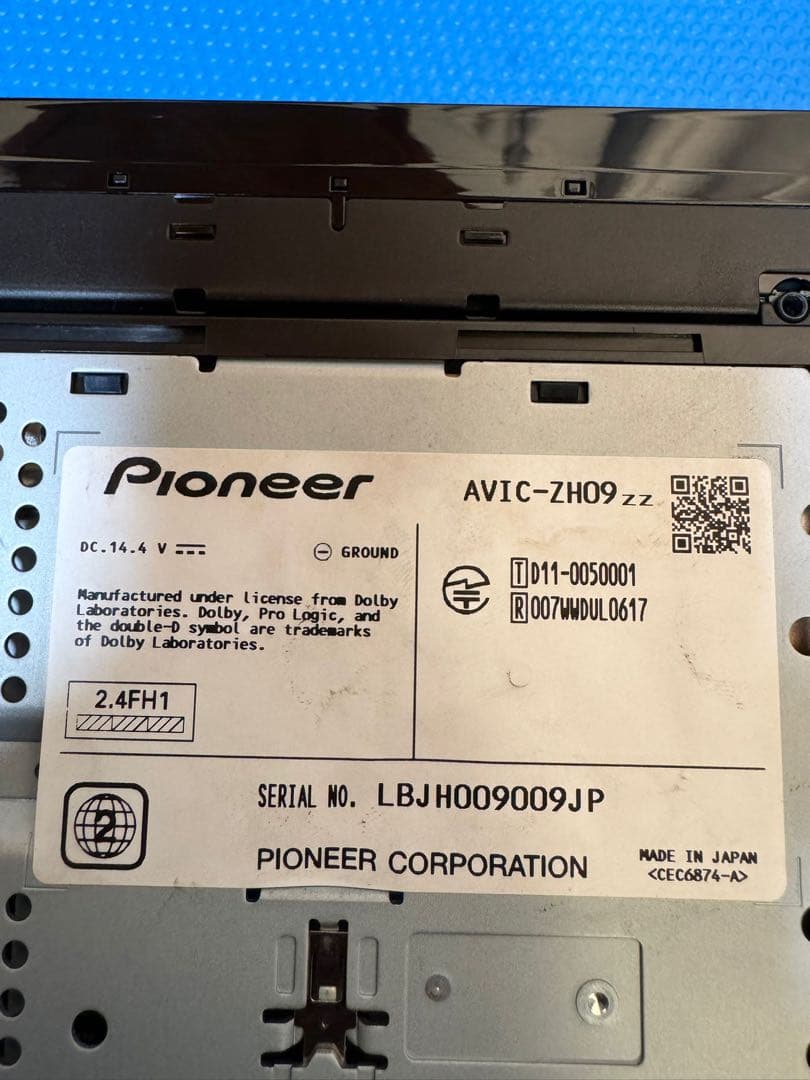 Pioneer
AVIC-ZH09zz
DC.14.4 V
GROUND
Manufactured under license from Dolby
Laboratories. Dolby, Pro Logic, and
the double-D symbol are trademarks
of Dolby Laboratories.
T D11-0050001
R 007WWDUL0617
2.4FH1
2
SERIAL NO. LBJH009009JP
PIONEER CORPORATION
MADE IN JAPAN
<CEC6874-A>